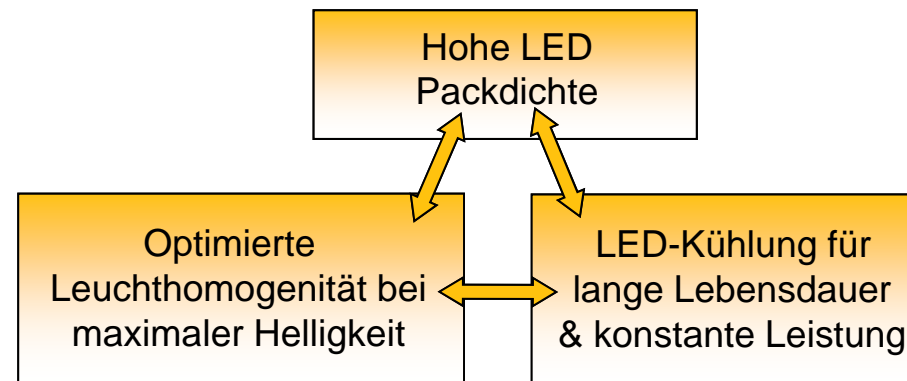 Hohe LED
Packdichte
Optimierte
Leuchthomogenität bei
maximaler Helligkeit
LED-Kühlung für
lange Lebensdauer
& konstante Leistung